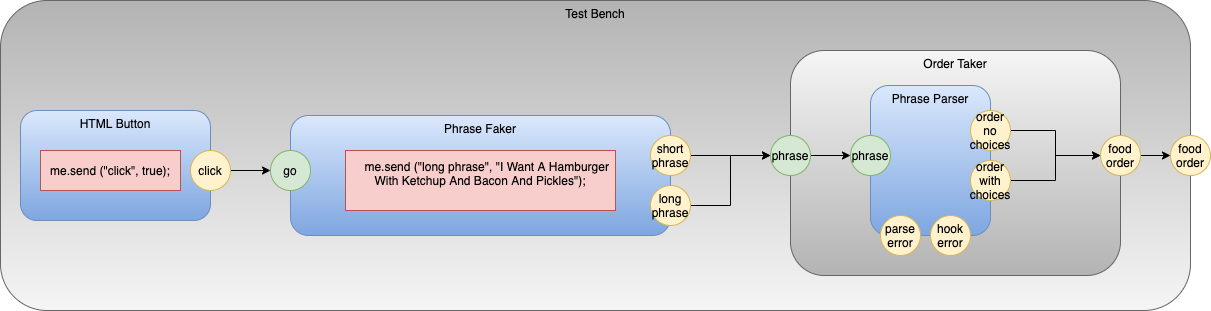 Test Bench
HTML Button
me.send ("click", true);
click
go
Phrase Faker
me.send ("long phrase", "I Want A Hamburger
With Ketchup And Bacon And Pickles");
short
phrase
long
phrase
Order Taker
phrase
Phrase Parser
phrase
order
no
choices
order
with
choices
parse
error
hook
error
food
order
food
order